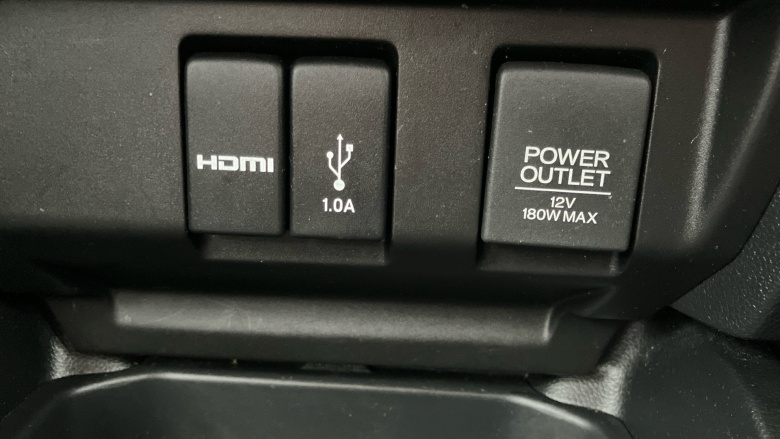 HDMI
1.0A
POWER
OUTLET
12V
180W MAX